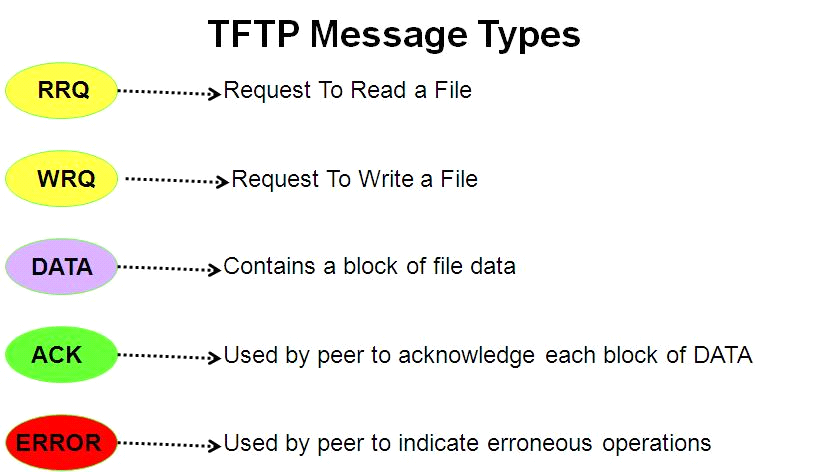 TFTP Message Types
RRQ Request To Read a File
WRQ Request To Write a File
DATA Contains a block of file data
ACK Used by peer to acknowledge each block of DATA
ERROR Used by peer to indicate erroneous operations